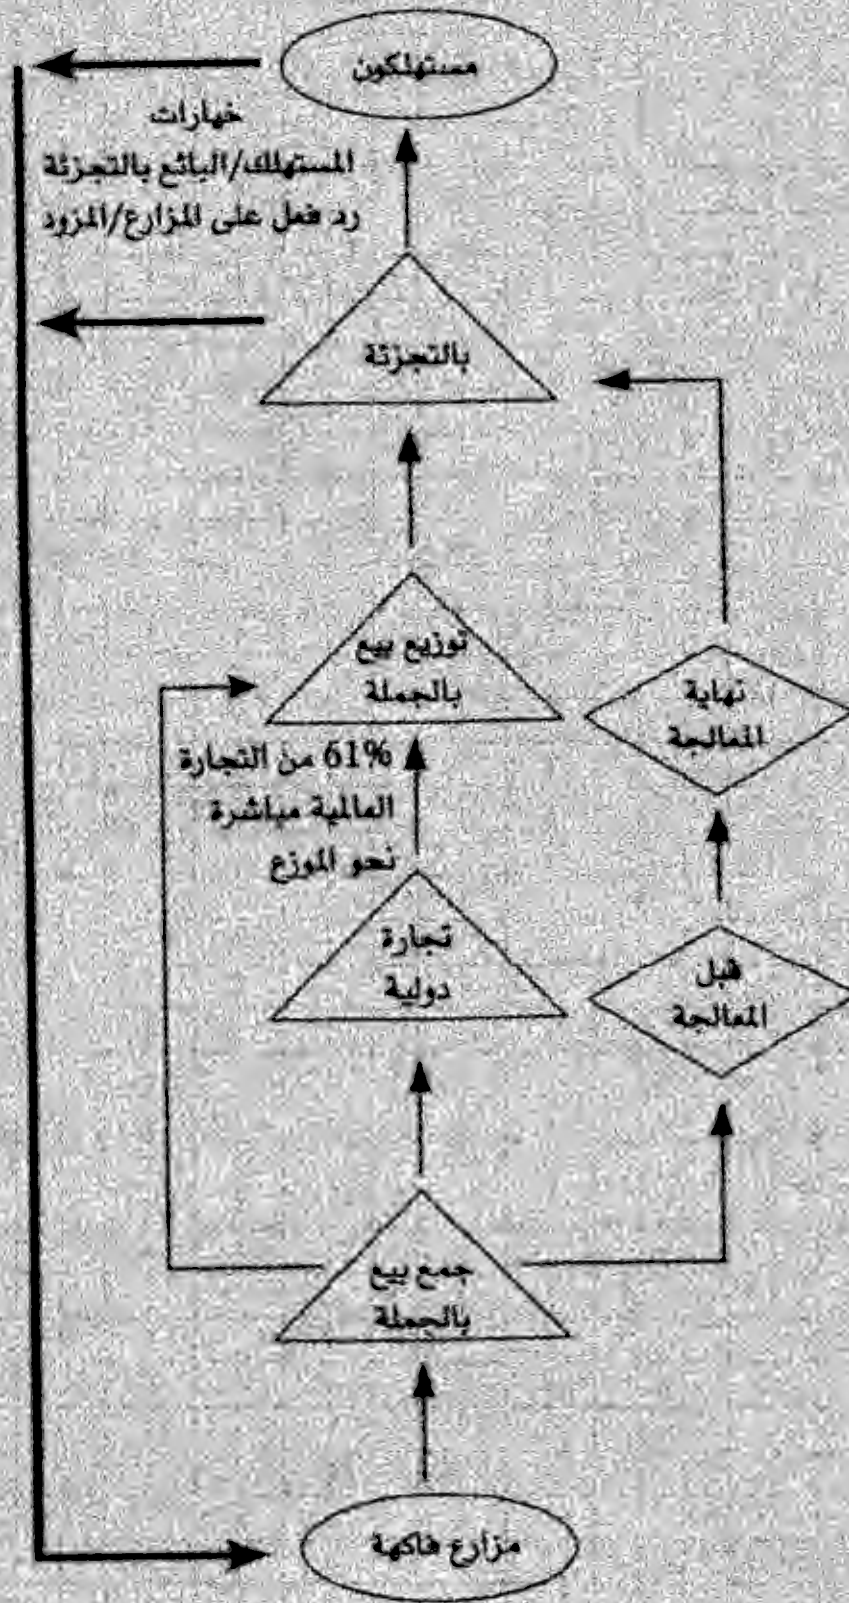 مستهلكون
خيارات
المستهلك/البائع بالتجزئة
رد فعل على المزارع/المزود
بالتجزئة
توزيع بيع
بالجملة
نهاية
المعالجة
61% من التجارة
العالمية مباشرة
نحو الموزع
تجارة
دولية
قبل
المعالجة
جمع بيع
بالجملة
مزارع فاكهة